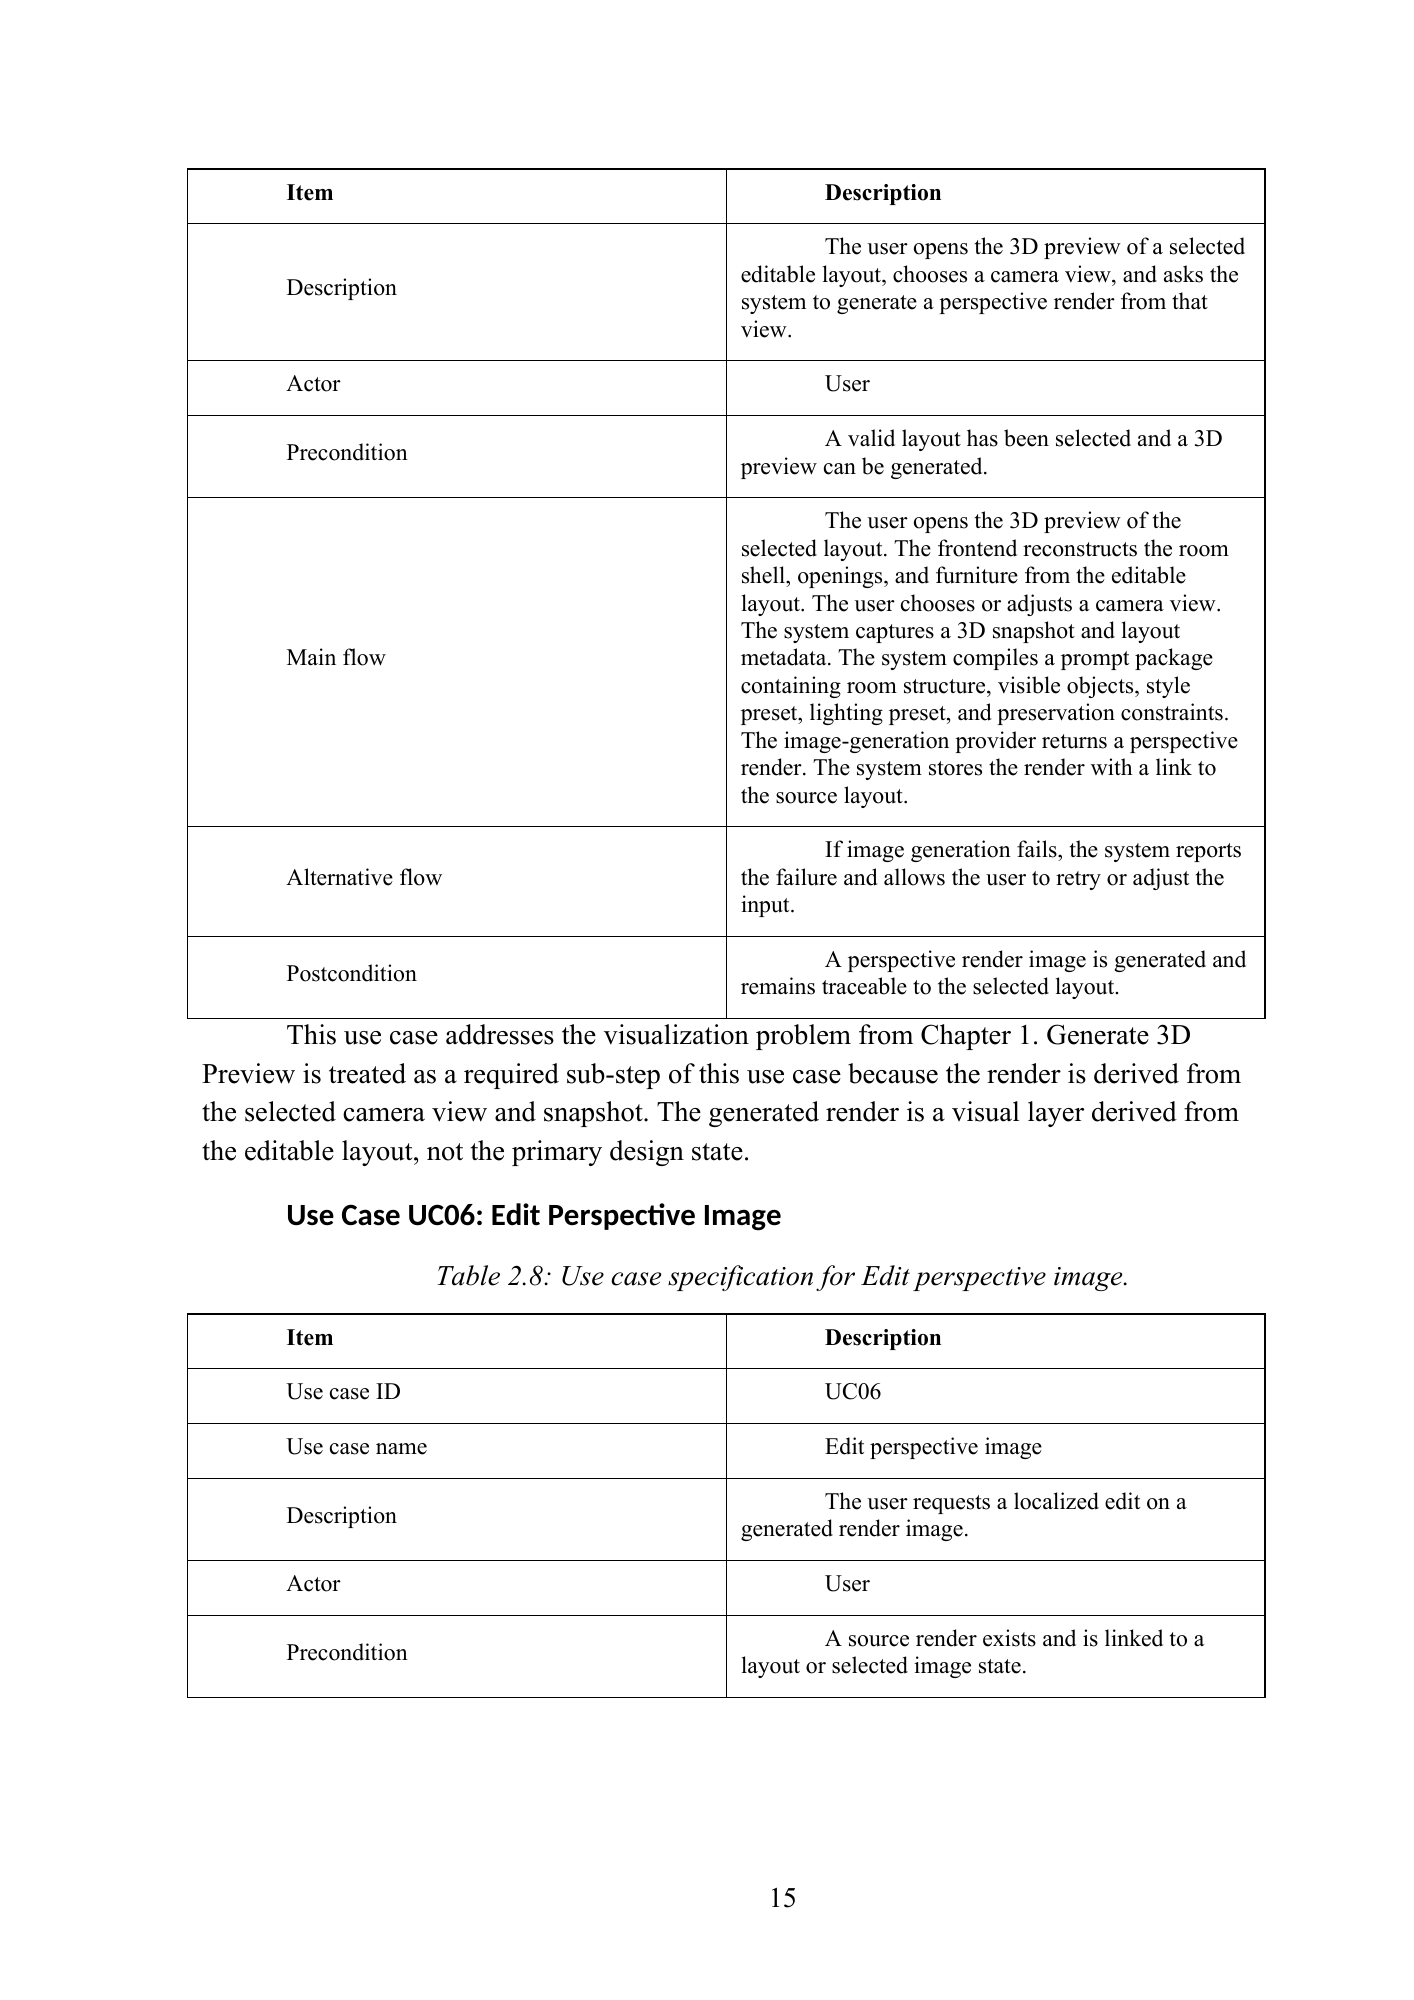 Item Description
Description
The user opens the 3D preview of a selected
editable layout, chooses a camera view, and asks the
system to generate a perspective render from that
view.
Actor User
Precondition
A valid layout has been selected and a 3D
preview can be generated.
Main flow
The user opens the 3D preview of the
selected layout. The frontend reconstructs the room
shell, openings, and furniture from the editable
layout. The user chooses or adjusts a camera view.
The system captures a 3D snapshot and layout
metadata. The system compiles a prompt package
containing room structure, visible objects, style
preset, lighting preset, and preservation constraints.
The image-generation provider returns a perspective
render. The system stores the render with a link to
the source layout.
Alternative flow
If image generation fails, the system reports
the failure and allows the user to retry or adjust the
input.
Postcondition
A perspective render image is generated and
remains traceable to the selected layout.
This use case addresses the visualization problem from Chapter 1. Generate 3D
Preview is treated as a required sub-step of this use case because the render is derived from
the selected camera view and snapshot. The generated render is a visual layer derived from
the editable layout, not the primary design state.
Use Case UC06: Edit Perspective Image
Table 2.8: Use case specification for Edit perspective image.
Item Description
Use case ID UC06
Use case name Edit perspective image
Description
The user requests a localized edit on a
generated render image.
Actor User
Precondition
A source render exists and is linked to a
layout or selected image state.
15